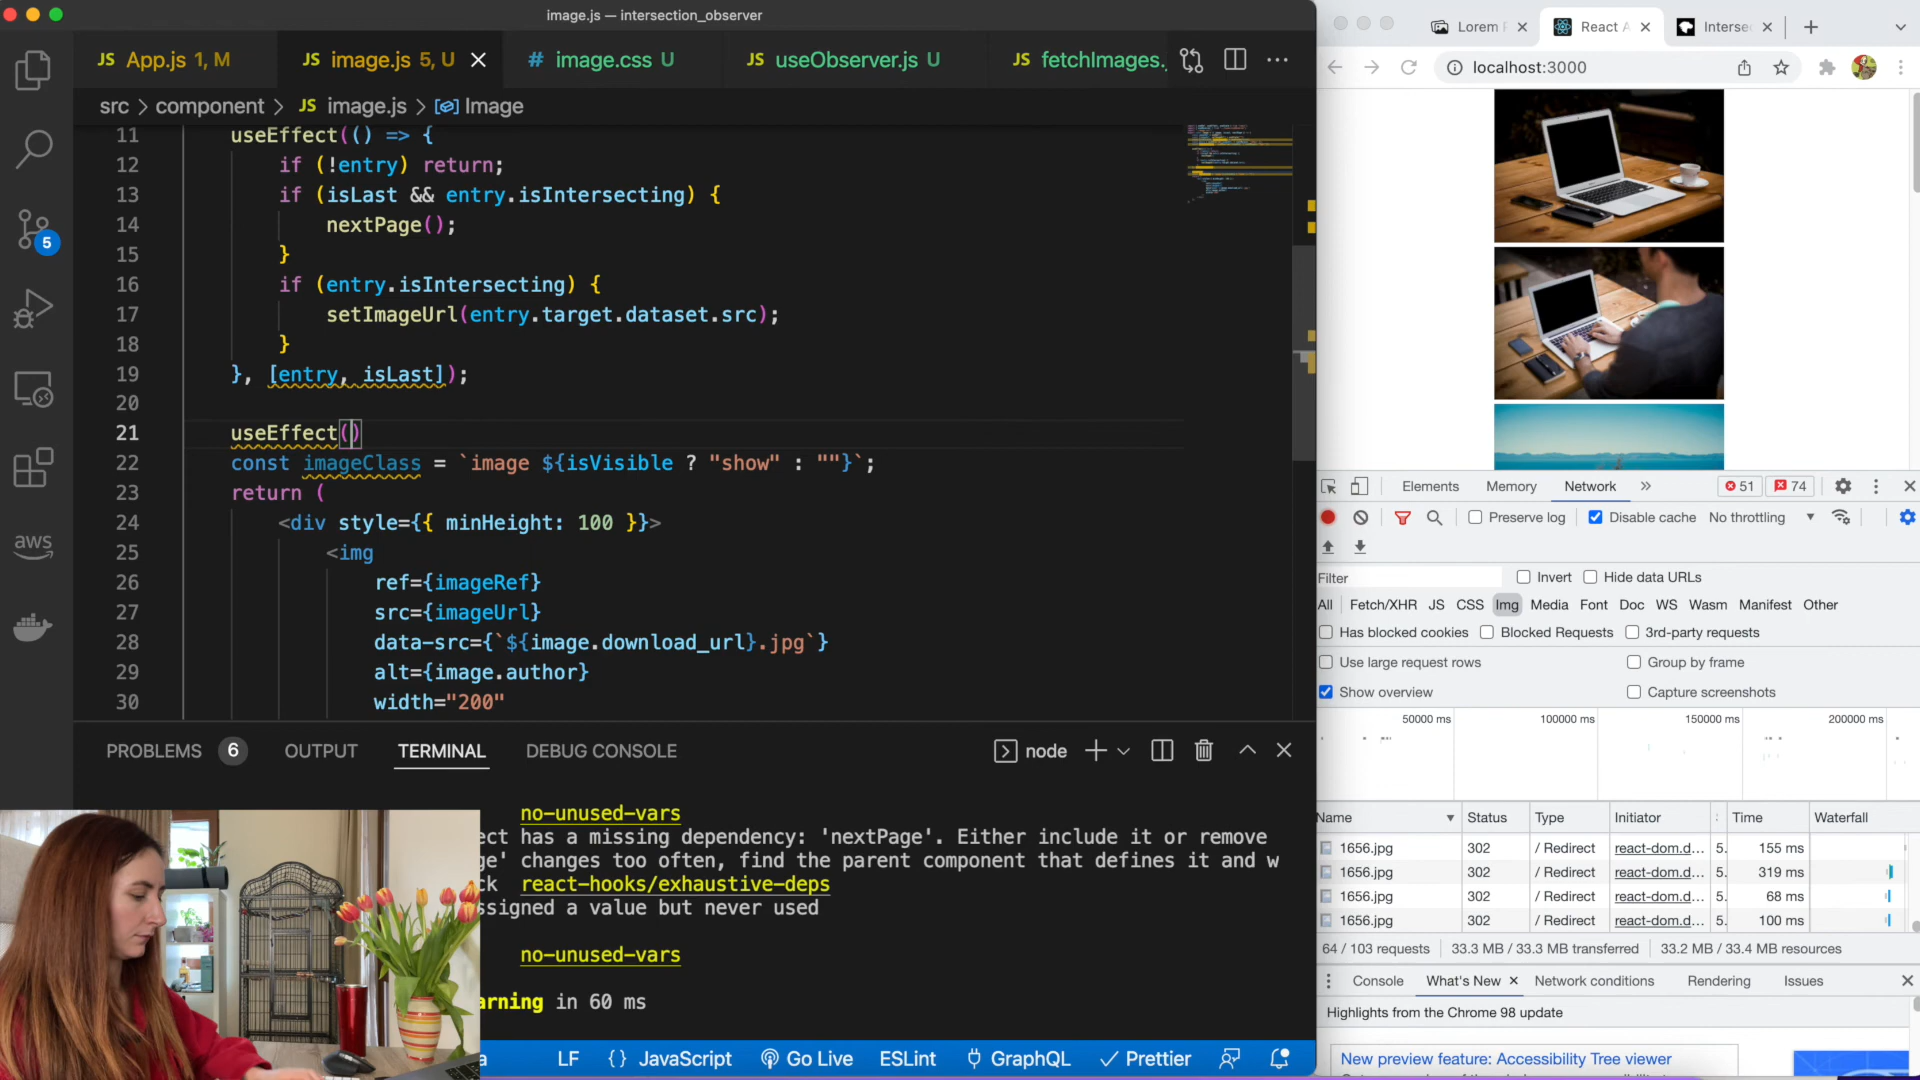 image.js — intersection_observer
JS App.js 1, M
JS image.js 5, U
# image.css U
JS useObserver.js U
JS fetchImages.
src > component > JS image.js > Image
11 useEffect(() => {
12 if (!entry) return;
13 if (isLast && entry.isIntersecting) {
14 nextPage();
15 }
16 if (entry.isIntersecting) {
17 setImageUrl(entry.target.dataset.src);
18 }
19 }, [entry, isLast]);
20
21 useEffect()
22 const imageClass = `image ${isVisible ? "show" : ""}`;
23 return (
24 <div style={{ minHeight: 100 }}>
25 <img
26 ref={imageRef}
27 src={imageUrl}
28 data-src={`${image.download_url}.jpg`}
29 alt={image.author}
30 width="200"
5
aws
PROBLEMS 6 OUTPUT TERMINAL DEBUG CONSOLE
node
no-unused-vars
ect has a missing dependency: 'nextPage'. Either include it or remove
ge' changes too often, find the parent component that defines it and w
ck react-hooks/exhaustive-deps
ssigned a value but never used
no-unused-vars
arning in 60 ms
LF {} JavaScript Go Live ESLint GraphQL Prettier
Lorem
React A
Interse
localhost:3000
Elements Memory Network 51 74
Preserve log Disable cache No throttling
Filter Invert Hide data URLs
All Fetch/XHR JS CSS Img Media Font Doc WS Wasm Manifest Other
Has blocked cookies Blocked Requests 3rd-party requests
Use large request rows Group by frame
Show overview Capture screenshots
50000 ms 100000 ms 150000 ms 200000 ms
Name Status Type Initiator Time Waterfall
1656.jpg 302 / Redirect react-dom.d... 5. 155 ms
1656.jpg 302 / Redirect react-dom.d... 5. 319 ms
1656.jpg 302 / Redirect react-dom.d... 5. 68 ms
1656.jpg 302 / Redirect react-dom.d... 5. 100 ms
64 / 103 requests 33.3 MB / 33.3 MB transferred 33.2 MB / 33.4 MB resources
Console What's New Network conditions Rendering Issues
Highlights from the Chrome 98 update
New preview feature: Accessibility Tree viewer